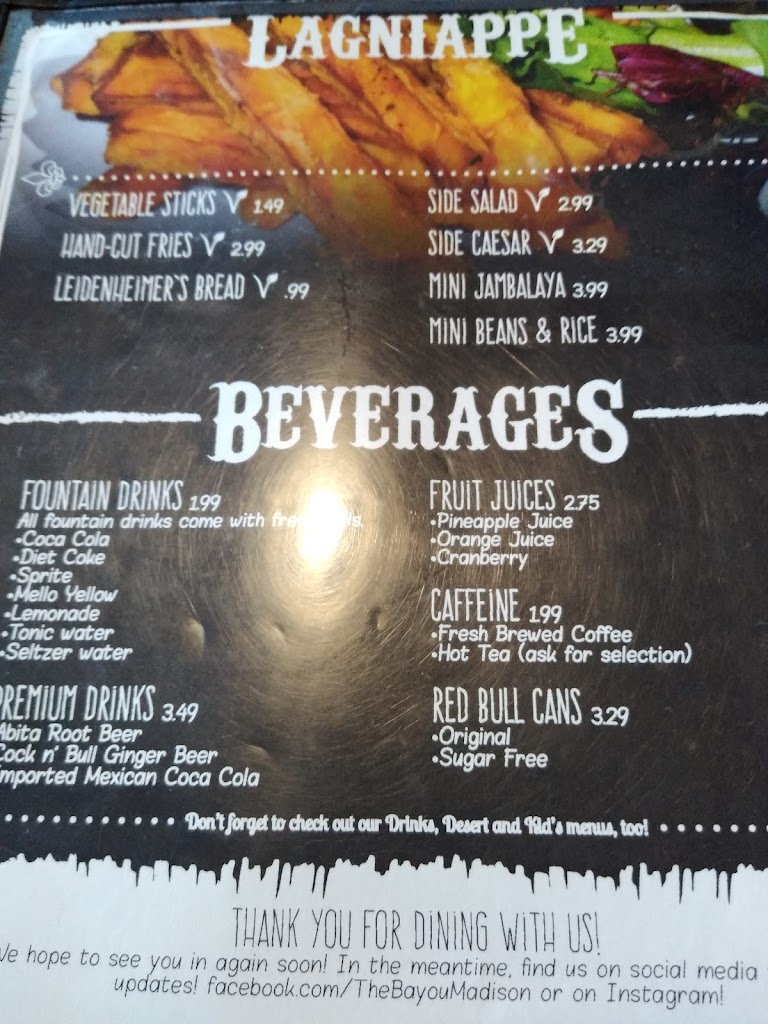 LAGNIAPPE
VEGETABLE STICKS V 1.49
HAND-CUT FRIES V 2.99
LEIDENHEIMER'S BREAD V .99
SIDE SALAD V 2.99
SIDE CAESAR V 3.29
MINI JAMBALAYA 3.99
MINI BEANS & RICE 3.99
BEVERAGES
FOUNTAIN DRINKS 1.99
All fountain drinks come with
•Coca Cola
•Diet Coke
•Sprite
•Mello Yellow
•Lemonade
•Tonic water
•Seltzer water
PREMIUM DRINKS 3.49
Abita Root Beer
Cock n' Bull Ginger Beer
Imported Mexican Coca Cola
FRUIT JUICES 2.75
•Pineapple Juice
•Orange Juice
•Cranberry
CAFFEINE 1.99
•Fresh Brewed Coffee
•Hot Tea (ask for selection)
RED BULL CANS 3.29
•Original
•Sugar Free
Don't forget to check out our Drinks, Desert and Kid's menus, too!
THANK YOU FOR DINING WITH US!
We hope to see you in again soon! In the meantime, find us on social media
updates! facebook.com/TheBayouMadison or on Instagram!